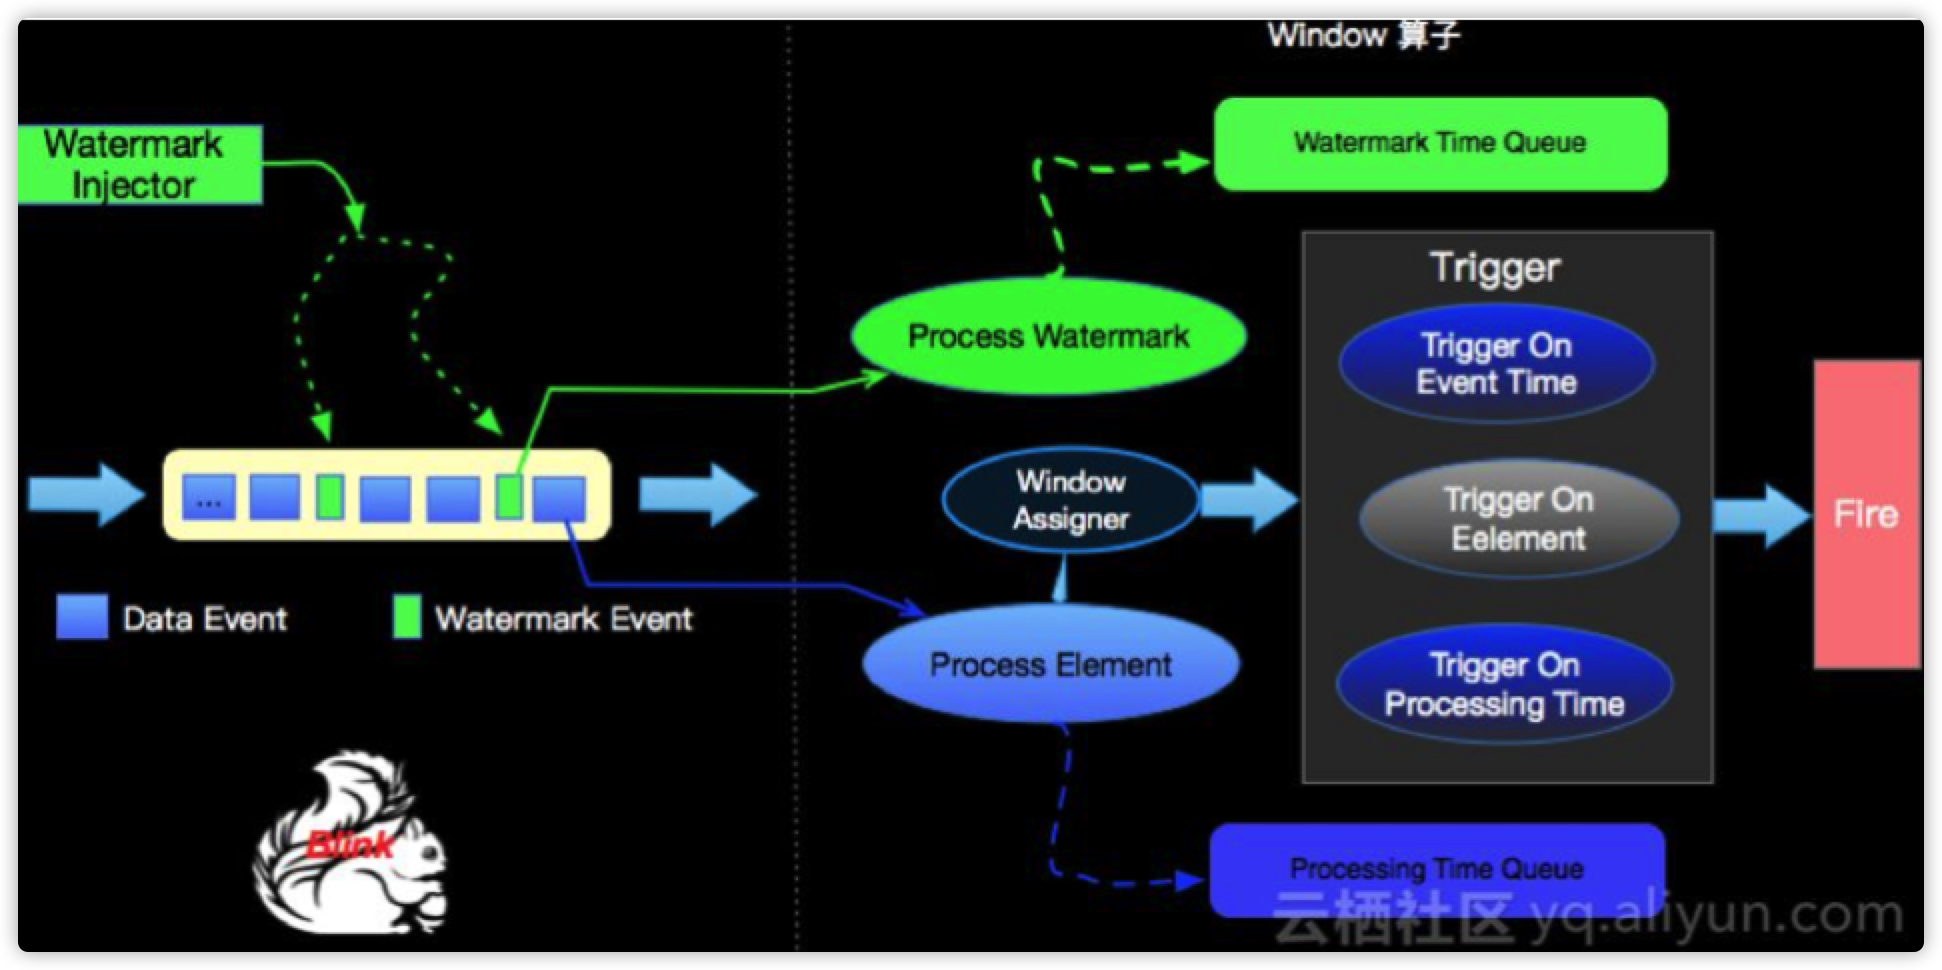 Window 算子
Watermark
Injector
Watermark Time Queue
Trigger
Process Watermark
Trigger On
Event Time
Window
Assigner
Trigger On
Eelement
Fire
...
Data Event
Watermark Event
Process Element
Trigger On
Processing Time
Blink
Processing Time Queue
云栖社区 yq.aliyun.com